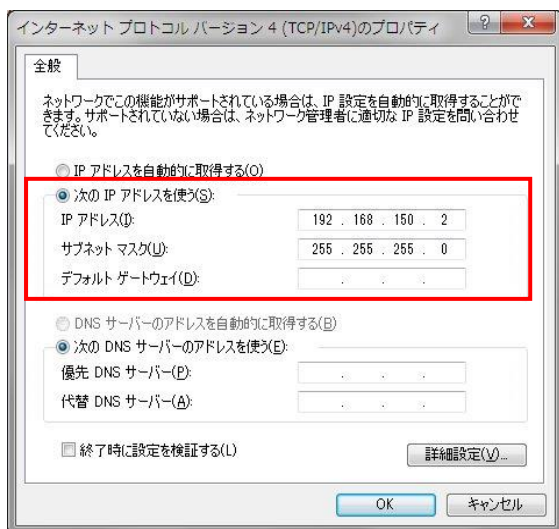 インターネット プロトコル バージョン 4 (TCP/IPv4)のプロパティ
全般
ネットワークでこの機能がサポートされている場合は、IP 設定を自動的に取得することがで
きます。サポートされていない場合は、ネットワーク管理者に適切な IP 設定を問い合わせ
てください。
IP アドレスを自動的に取得する(O)
次の IP アドレスを使う(S):
IP アドレス(I): 192 . 168 . 150 . 2
サブネット マスク(U): 255 . 255 . 255 . 0
デフォルト ゲートウェイ(D): . . .
DNS サーバーのアドレスを自動的に取得する(B)
次の DNS サーバーのアドレスを使う(E):
優先 DNS サーバー(P): . . .
代替 DNS サーバー(A): . . .
終了時に設定を検証する(L)
詳細設定(V)...
OK
キャンセル